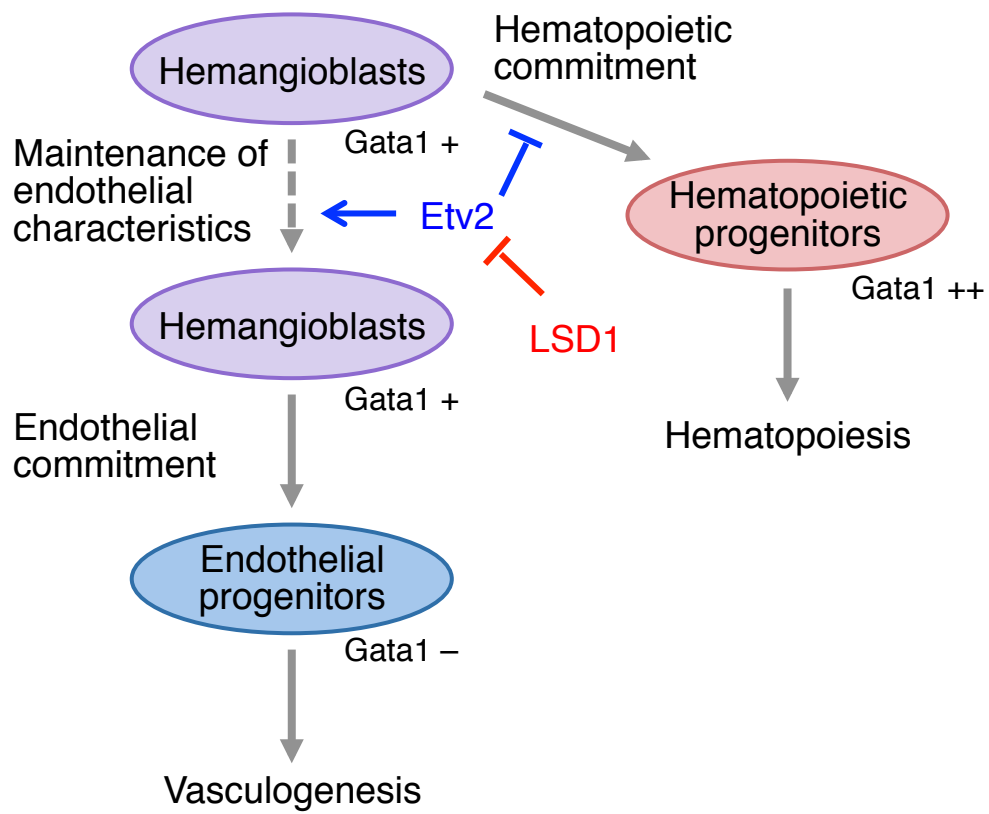 Hemangioblasts
Gata1 +
Hematopoietic
commitment
Maintenance of
endothelial
characteristics
Etv2
LSD1
Hematopoietic
progenitors
Gata1 ++
Hematopoiesis
Hemangioblasts
Gata1 +
Endothelial
commitment
Endothelial
progenitors
Gata1 –
Vasculogenesis